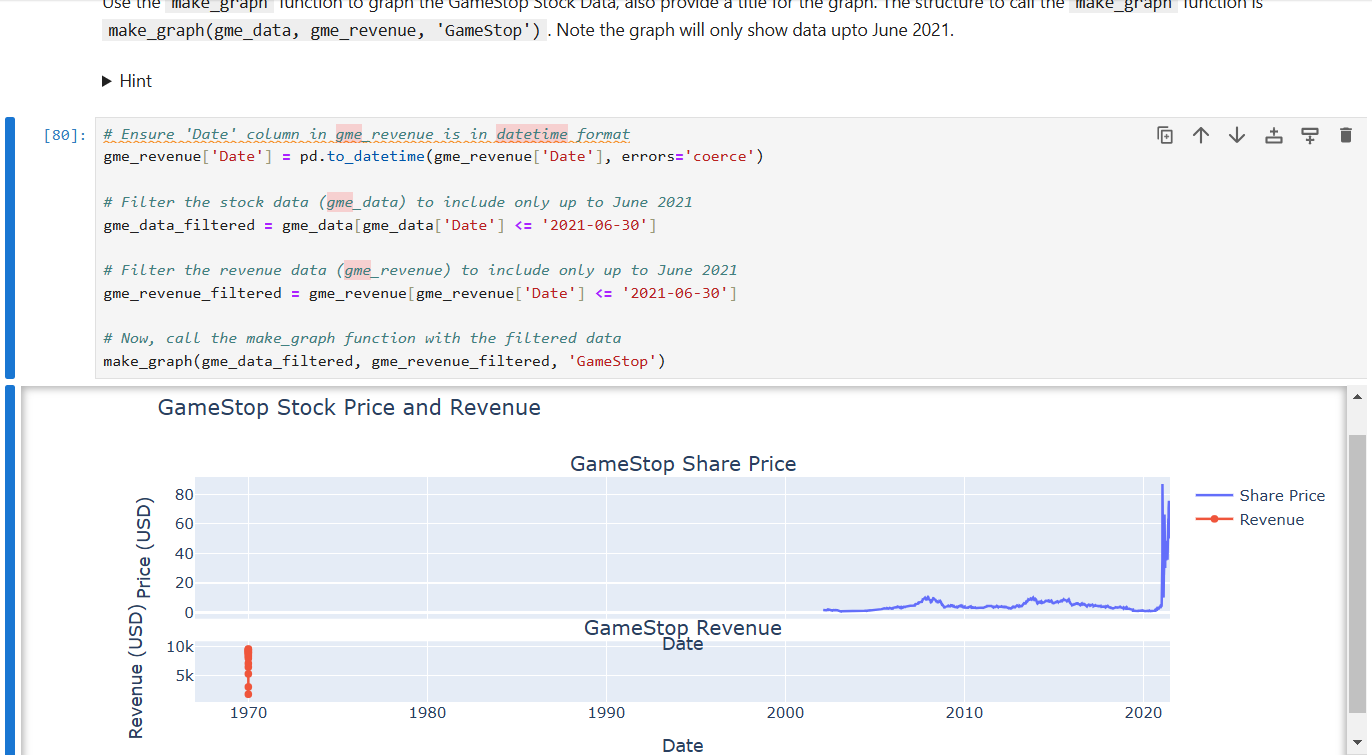 Use the make_graph function to graph the GameStop Stock Data, also provide a title for the graph. The structure to call the make_graph function is
make_graph(gme_data, gme_revenue, 'GameStop') . Note the graph will only show data upto June 2021.
▶ Hint
[80]:
# Ensure 'Date' column in gme_revenue is in datetime format
gme_revenue['Date'] = pd.to_datetime(gme_revenue['Date'], errors='coerce')
# Filter the stock data (gme_data) to include only up to June 2021
gme_data_filtered = gme_data[gme_data['Date'] <= '2021-06-30']
# Filter the revenue data (gme_revenue) to include only up to June 2021
gme_revenue_filtered = gme_revenue[gme_revenue['Date'] <= '2021-06-30']
# Now, call the make_graph function with the filtered data
make_graph(gme_data_filtered, gme_revenue_filtered, 'GameStop')
GameStop Stock Price and Revenue
GameStop Share Price
80
60
40
20
0
Price (USD)
Share Price
Revenue
GameStop Revenue
Date
10k
5k
Revenue (USD)
1970 1980 1990 2000 2010 2020
Date